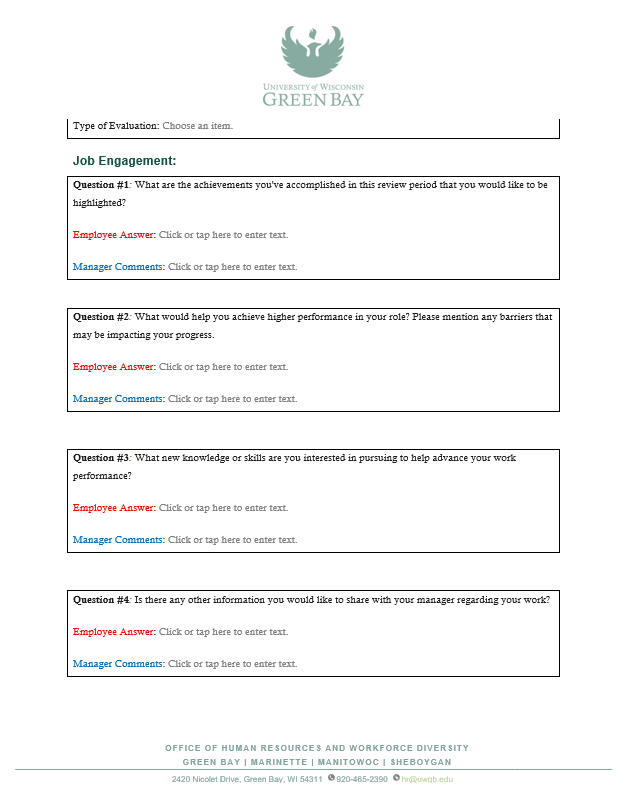 UNIVERSITY of WISCONSIN
GREEN BAY
Type of Evaluation: Choose an item.
Job Engagement:
Question #1: What are the achievements you've accomplished in this review period that you would like to be
highlighted?
Employee Answer: Click or tap here to enter text.
Manager Comments: Click or tap here to enter text.
Question #2: What would help you achieve higher performance in your role? Please mention any barriers that
may be impacting your progress.
Employee Answer: Click or tap here to enter text.
Manager Comments: Click or tap here to enter text.
Question #3: What new knowledge or skills are you interested in pursuing to help advance your work
performance?
Employee Answer: Click or tap here to enter text.
Manager Comments: Click or tap here to enter text.
Question #4: Is there any other information you would like to share with your manager regarding your work?
Employee Answer: Click or tap here to enter text.
Manager Comments: Click or tap here to enter text.
OFFICE OF HUMAN RESOURCES AND WORKFORCE DIVERSITY
GREEN BAY | MARINETTE | MANITOWOC | SHEBOYGAN
2420 Nicolet Drive, Green Bay, WI 54311 920-465-2390 hr@uwgb.edu